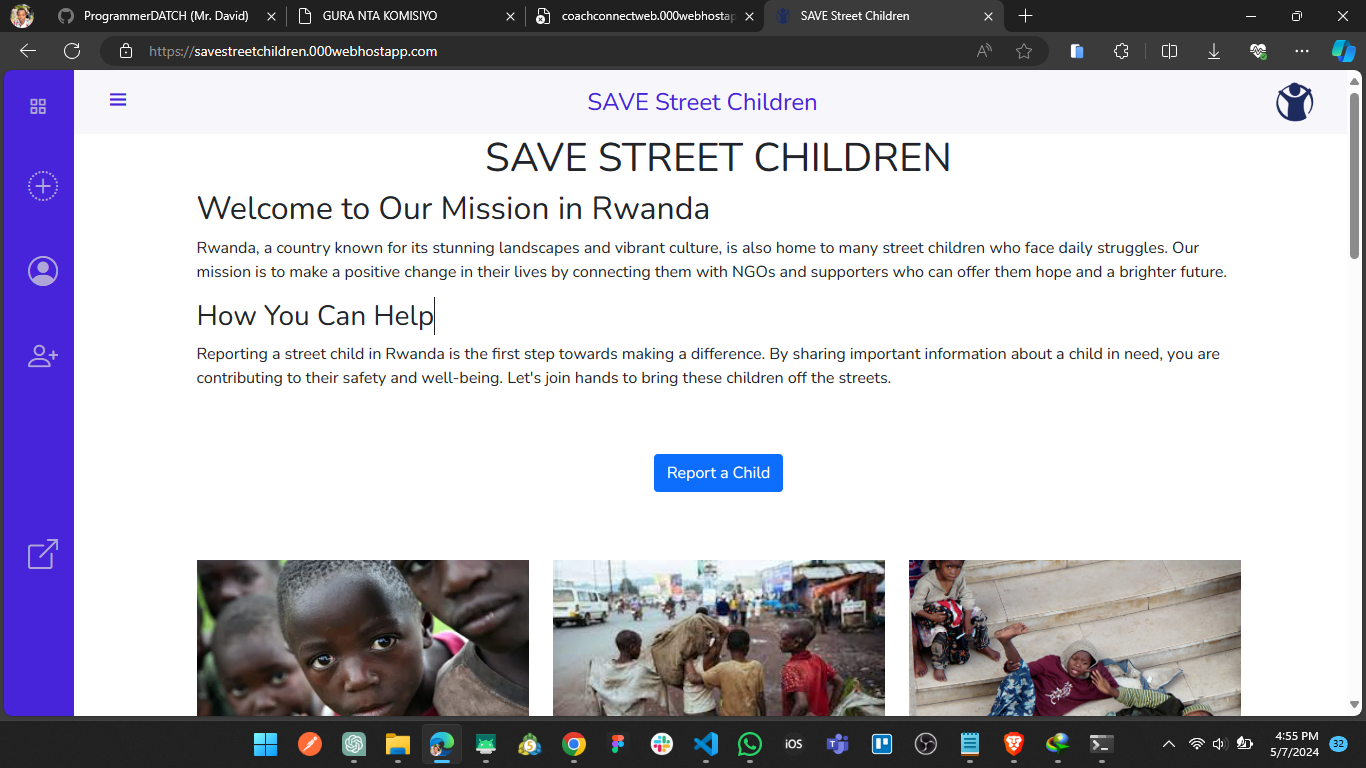 ProgrammerDATCH (Mr. David)
GURA NTA KOMISIYO
coachconnectweb.000webhostap
SAVE Street Children
https://savestreetchildren.000webhostapp.com
SAVE Street Children
SAVE STREET CHILDREN
Welcome to Our Mission in Rwanda
Rwanda, a country known for its stunning landscapes and vibrant culture, is also home to many street children who face daily struggles. Our
mission is to make a positive change in their lives by connecting them with NGOs and supporters who can offer them hope and a brighter future.
How You Can Help
Reporting a street child in Rwanda is the first step towards making a difference. By sharing important information about a child in need, you are
contributing to their safety and well-being. Let's join hands to bring these children off the streets.
Report a Child
iOS
4:55 PM
5/7/2024
32